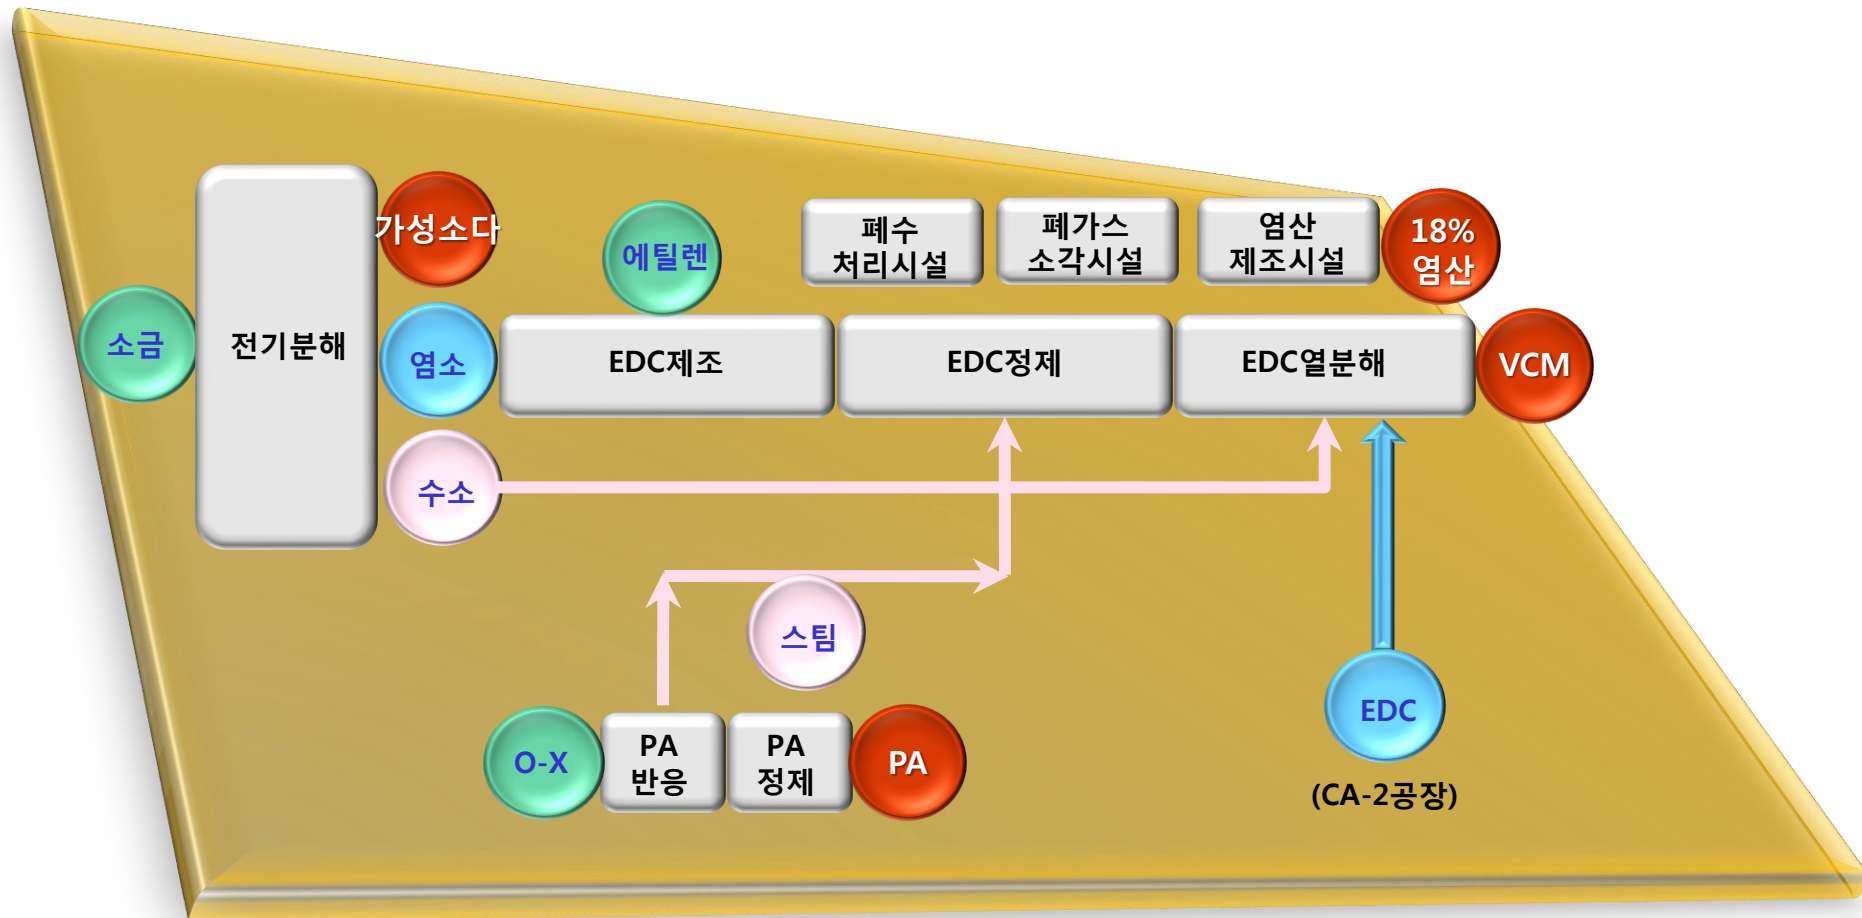 가성소다
에틸렌
폐수
처리시설
폐가스
소각시설
염산
제조시설
18%
염산
소금
전기분해
염소
EDC제조
EDC정제
EDC열분해
VCM
수소
스팀
O-X
PA
반응
PA
정제
PA
EDC
(CA-2공장)